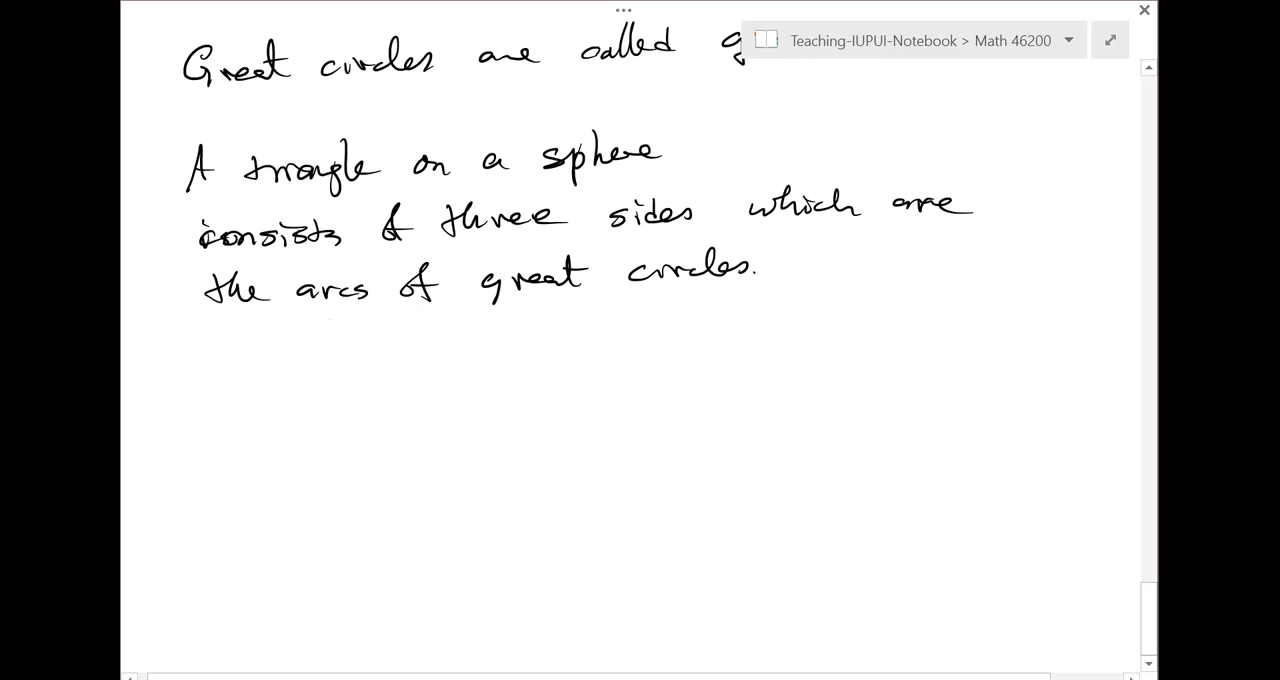 Great circles are called g
Teaching-IUPUI-Notebook > Math 46200
A triangle on a sphere
consists of three sides which are
the arcs of great circles.